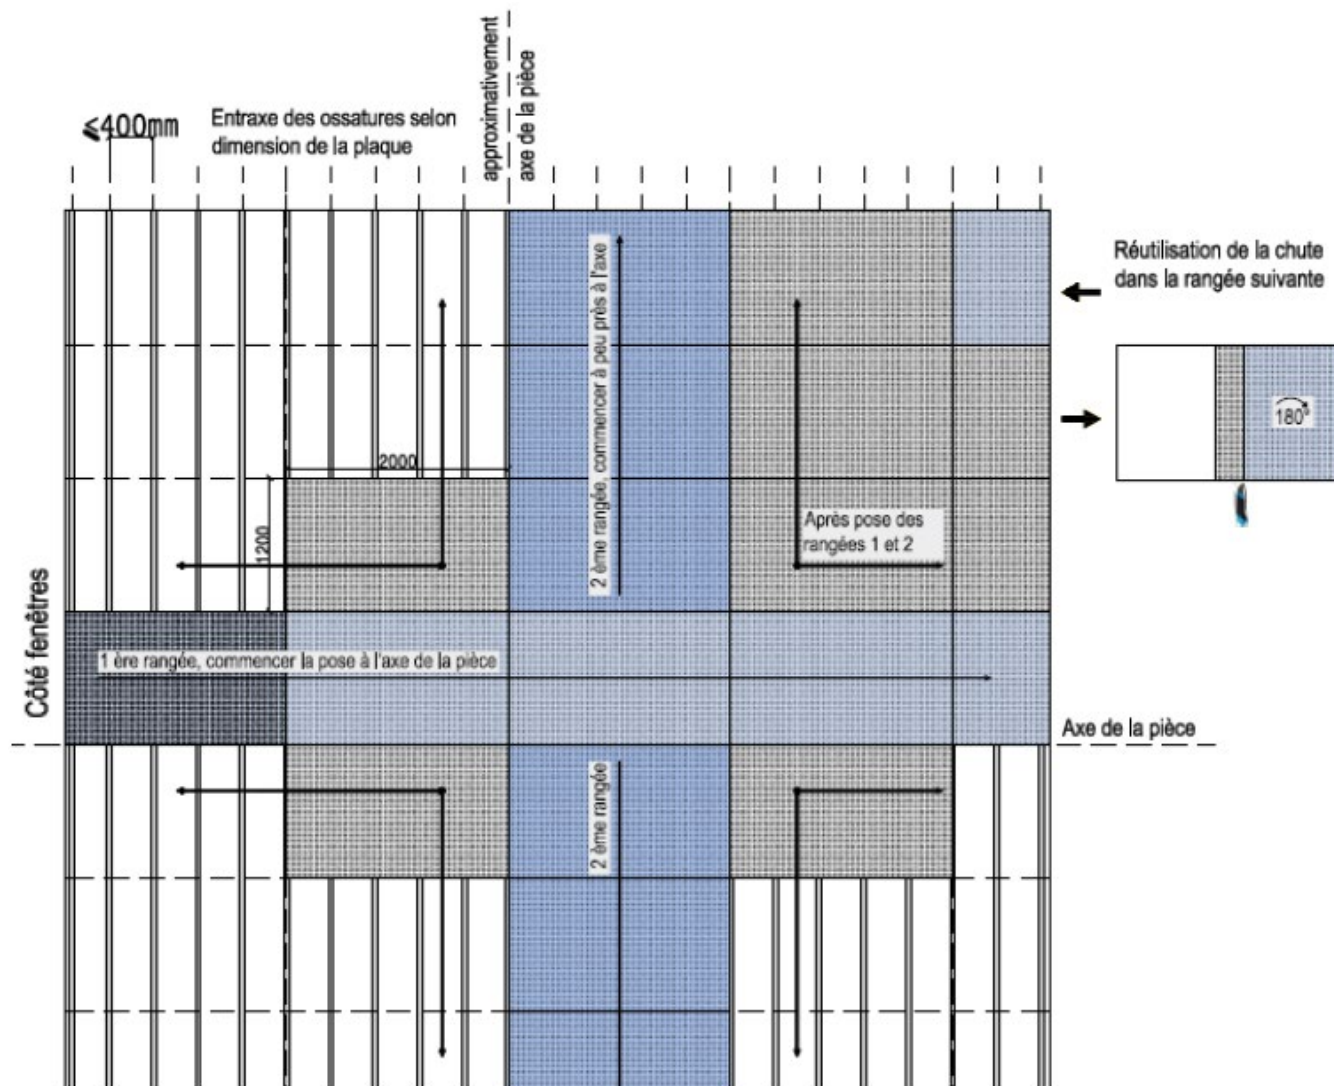 ≤400mm
Entraxe des ossatures selon
dimension de la plaque
approximativement
axe de la pièce
Réutilisation de la chute
dans la rangée suivante
180°
2 ème rangée, commencer à peu près à l'axe
2000
1200
Après pose des
rangées 1 et 2
Côté fenêtres
1 ère rangée, commencer la pose à l'axe de la pièce
Axe de la pièce
2 ème rangée